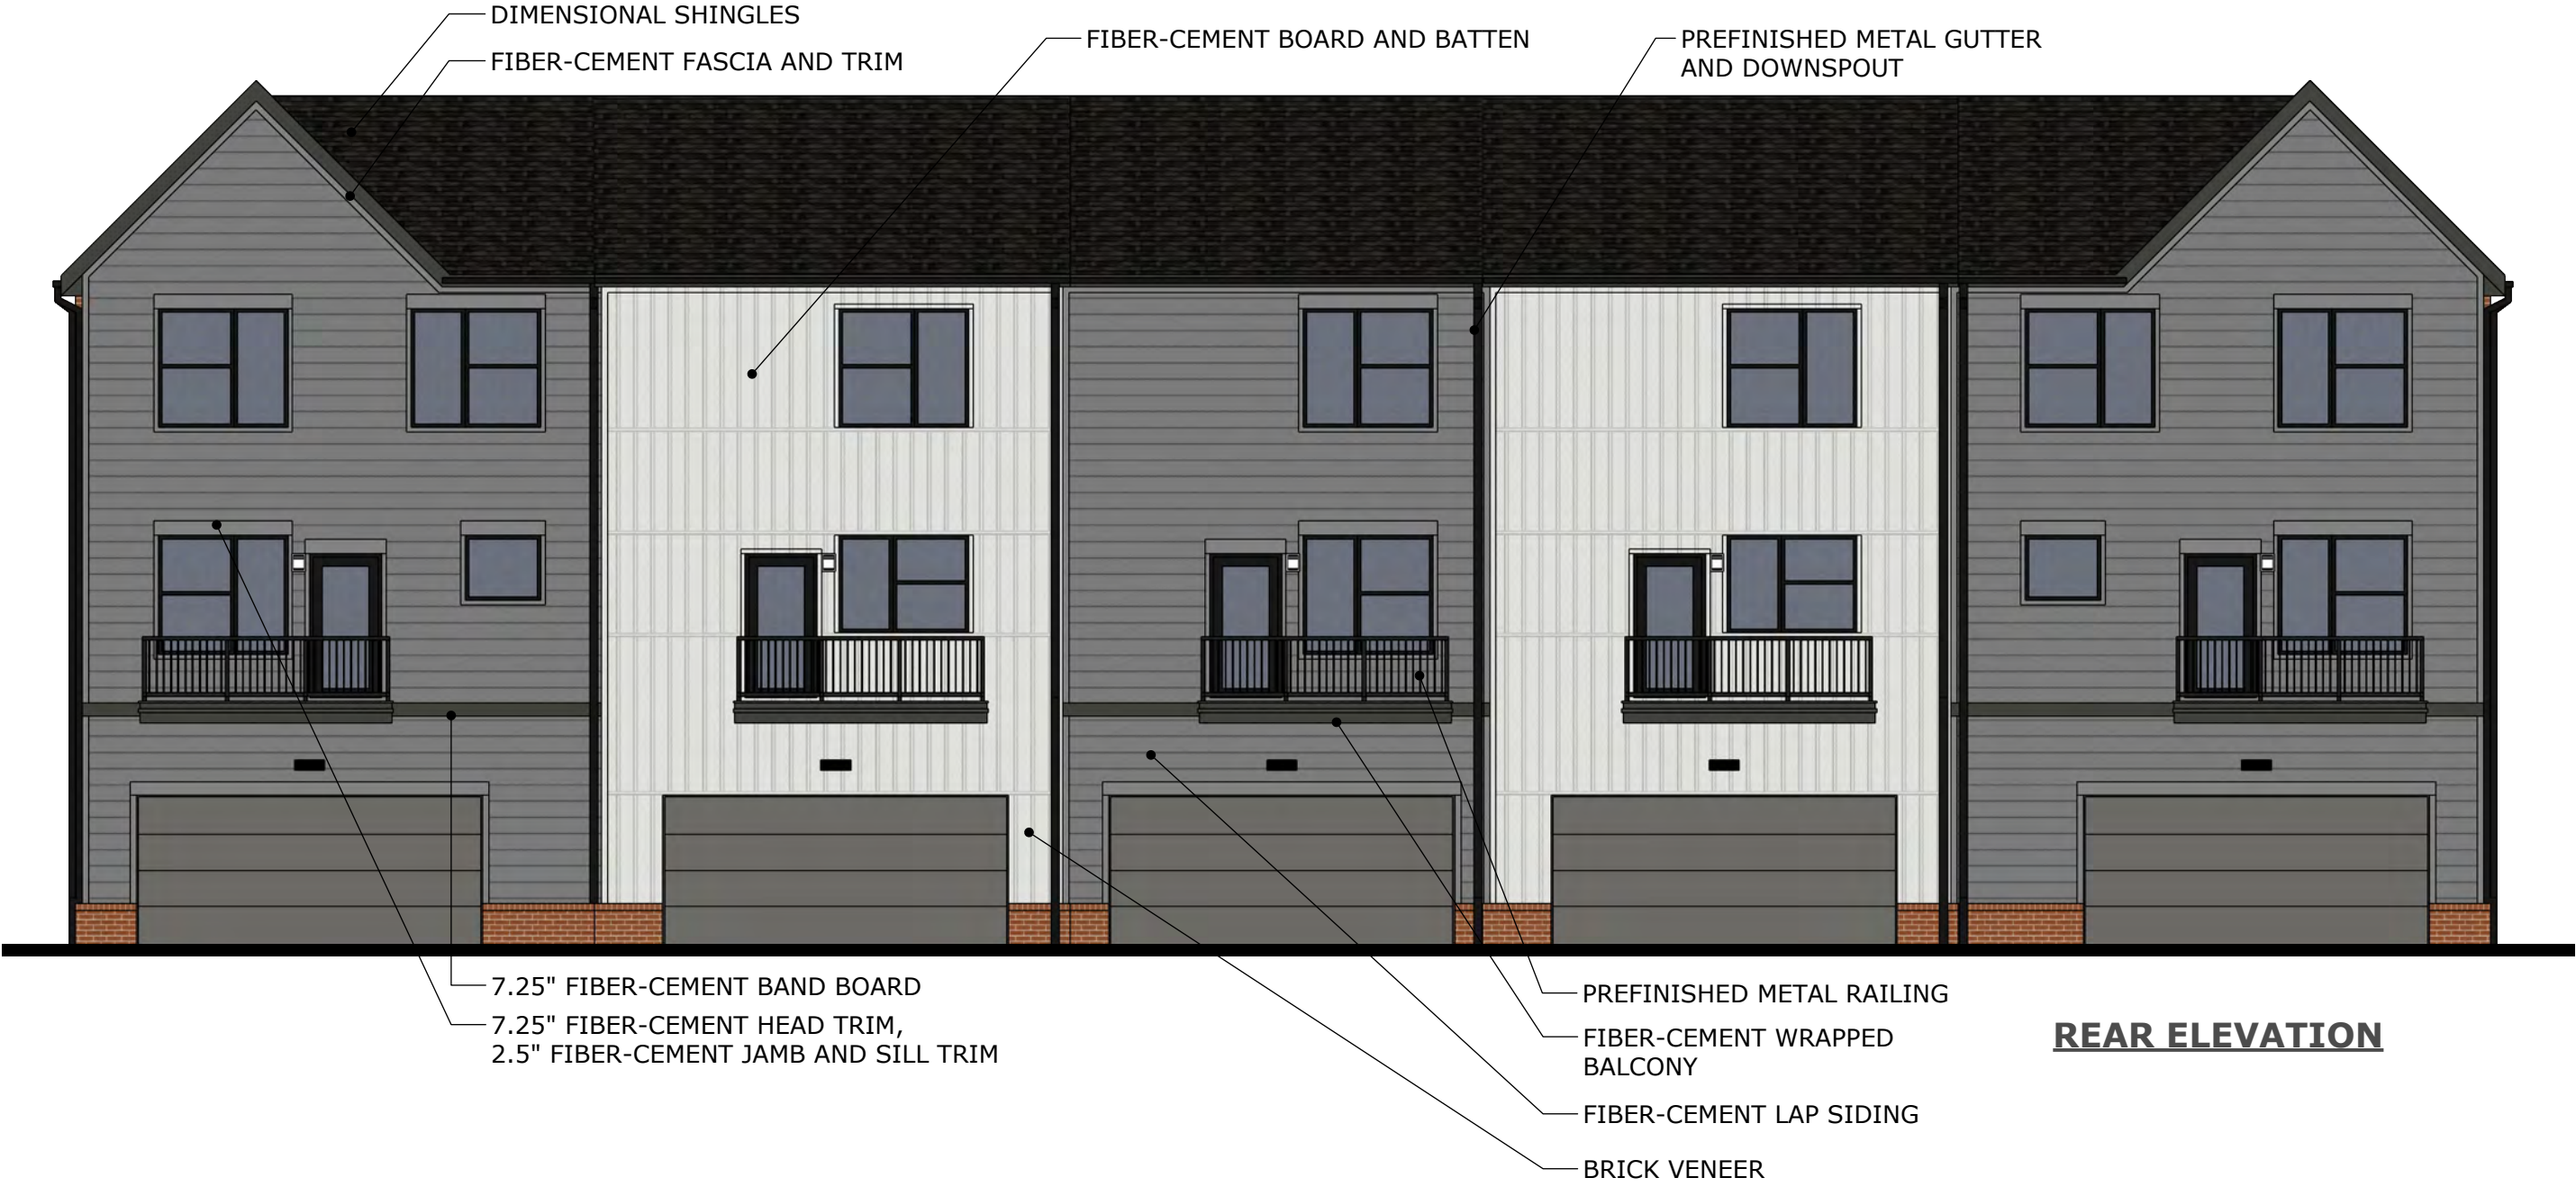 DIMENSIONAL SHINGLES
FIBER-CEMENT FASCIA AND TRIM
FIBER-CEMENT BOARD AND BATTEN
PREFINISHED METAL GUTTER
AND DOWNSPOUT
7.25" FIBER-CEMENT BAND BOARD
7.25" FIBER-CEMENT HEAD TRIM,
2.5" FIBER-CEMENT JAMB AND SILL TRIM
PREFINISHED METAL RAILING
FIBER-CEMENT WRAPPED
BALCONY
FIBER-CEMENT LAP SIDING
BRICK VENEER
REAR ELEVATION